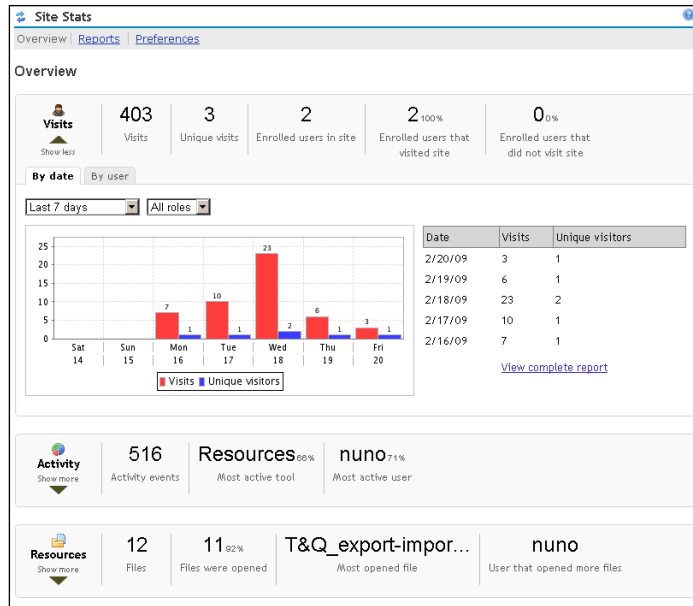 Site Stats
Overview Reports Preferences
Overview
Visits
Show less
403
Visits
3
Unique visits
2
Enrolled users in site
2 100%
Enrolled users that
visited site
0 0%
Enrolled users that
did not visit site
By date By user
Last 7 days All roles
25
20
15
10
5
0
7 1
10 1
23 2
6 1
3 1
Sat Sun Mon Tue Wed Thu Fri
14 15 16 17 18 19 20
Visits Unique visitors
Date Visits Unique visitors
2/20/09 3 1
2/19/09 6 1
2/18/09 23 2
2/17/09 10 1
2/16/09 7 1
View complete report
Activity
Show more
516
Activity events
Resources 66%
Most active tool
nuno 71%
Most active user
Resources
Show more
12
Files
11 92%
Files were opened
T&Q_export-impor...
Most opened file
nuno
User that opened more files